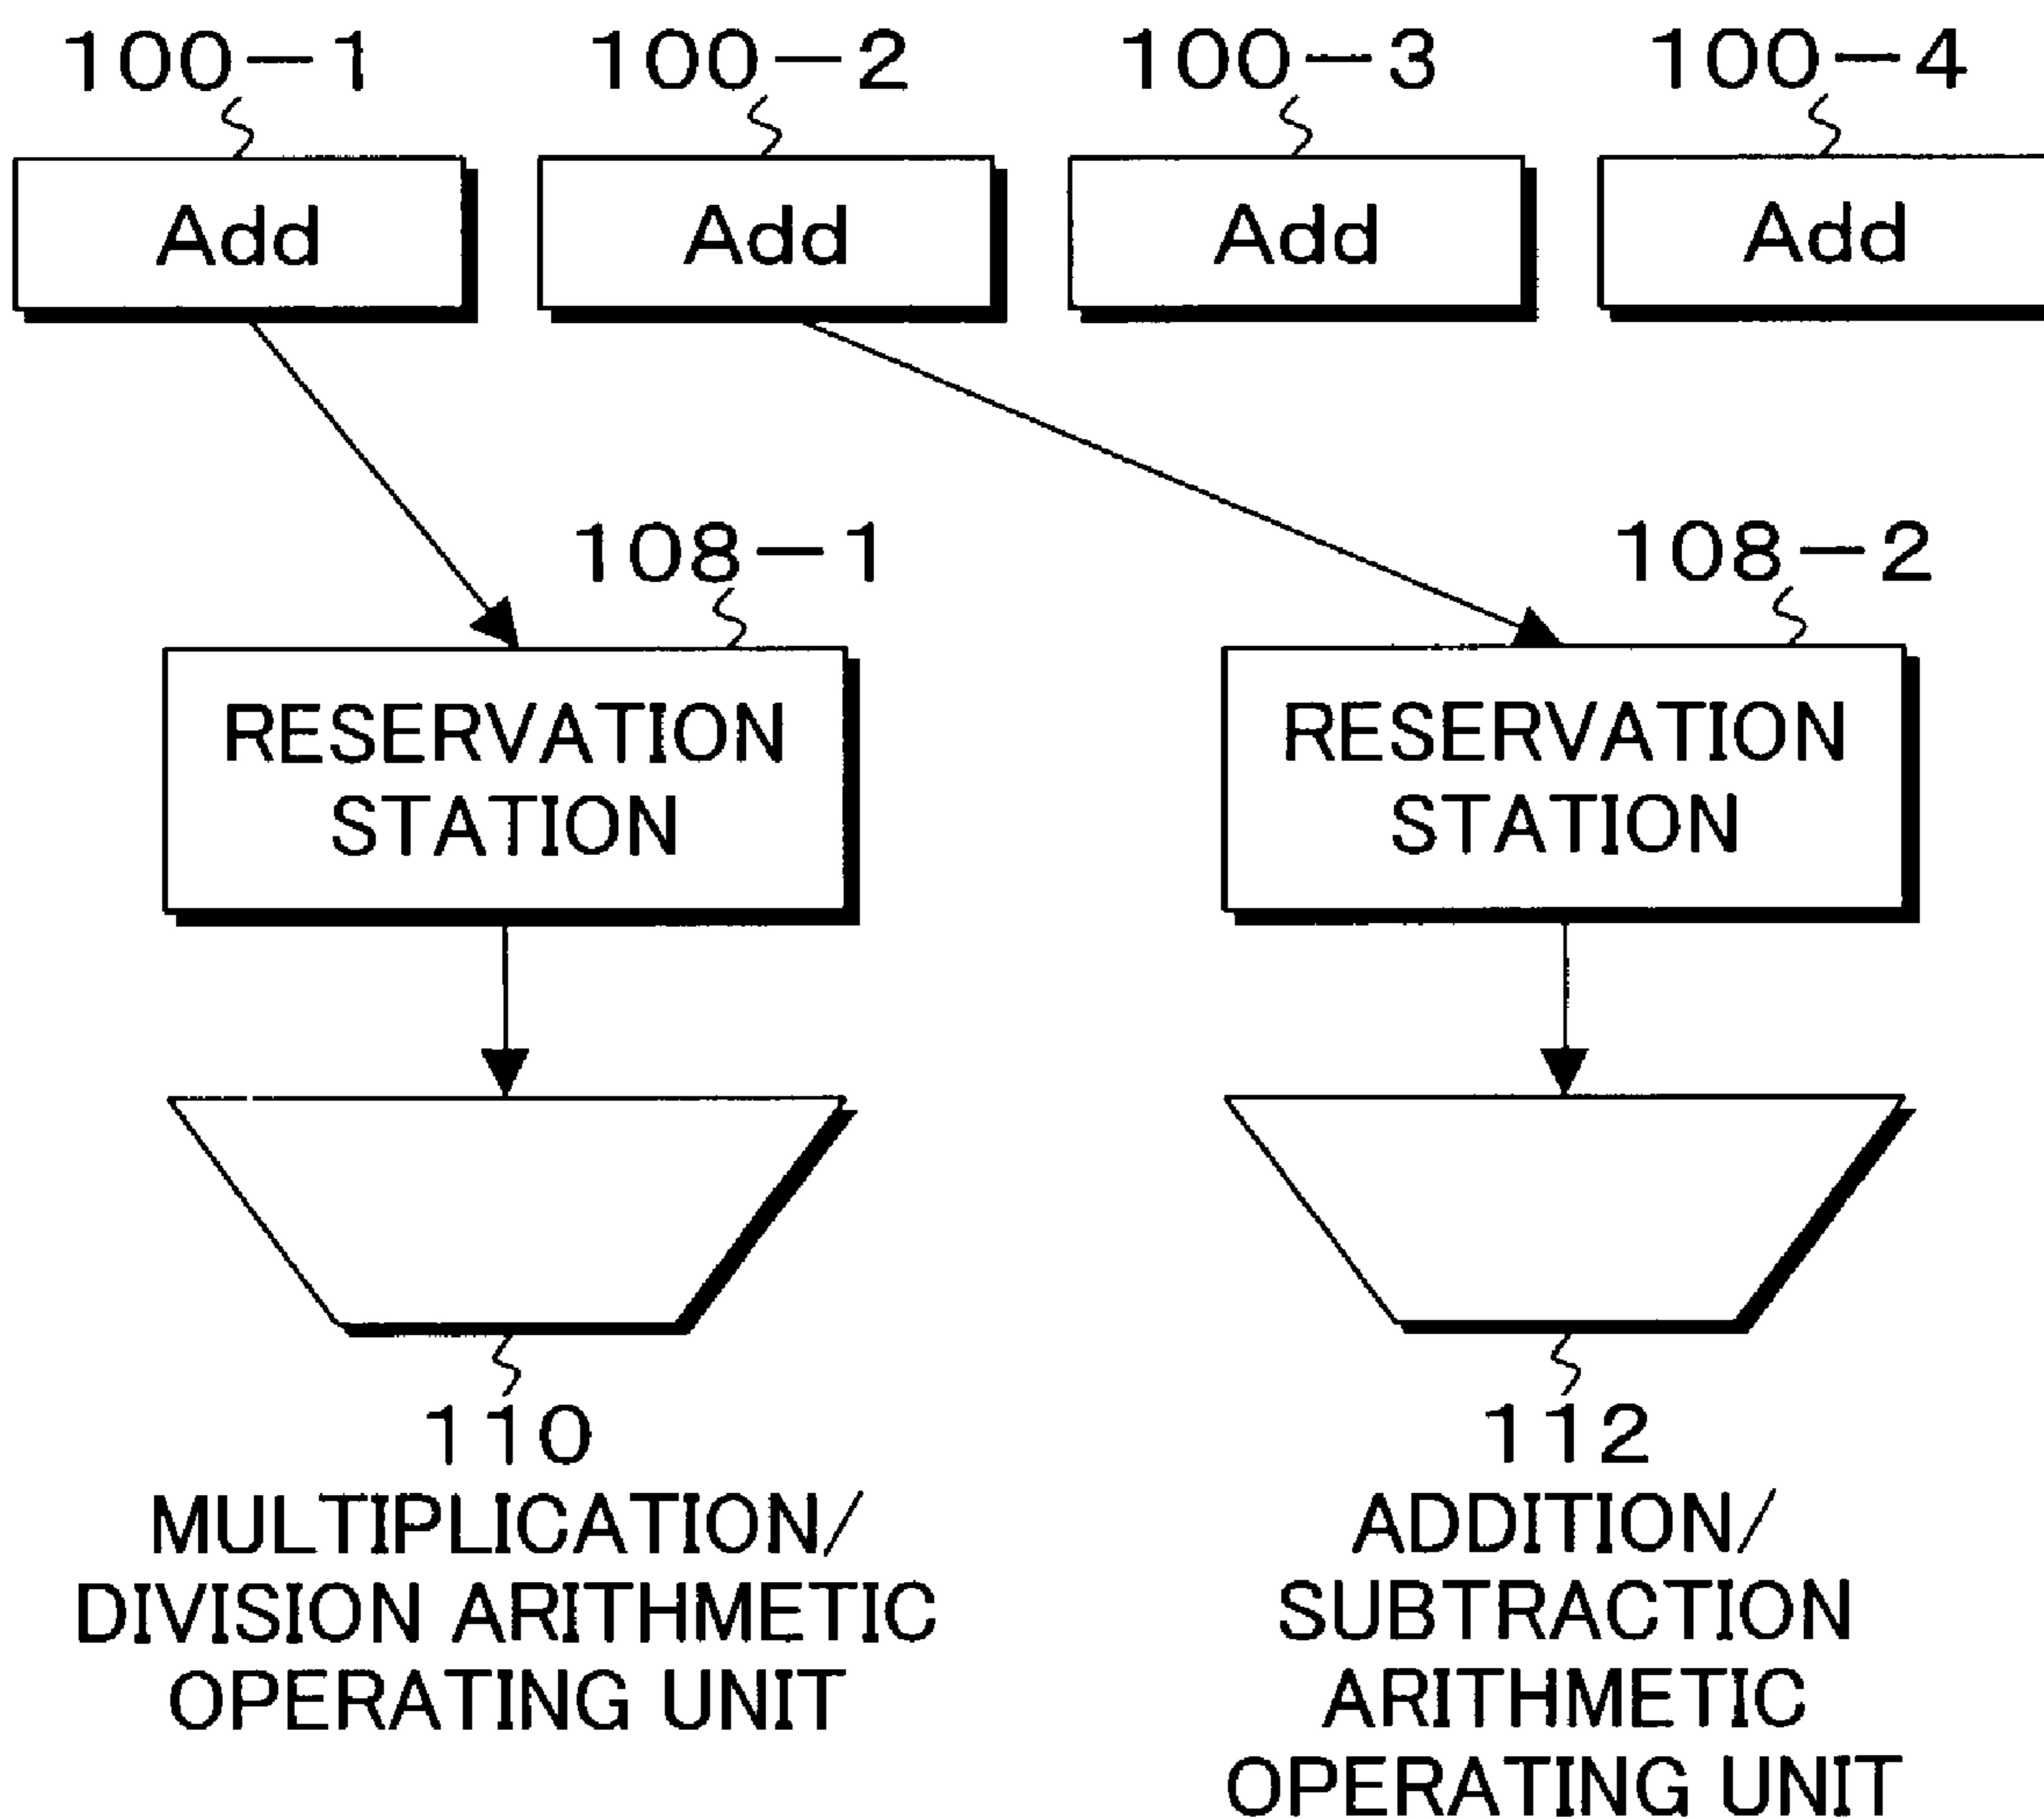 100-1 100-2 100-3 100-4
Add Add Add Add
108-1 108-2
RESERVATION
STATION
RESERVATION
STATION
110
MULTIPLICATION/
DIVISION ARITHMETIC
OPERATING UNIT
112
ADDITION/
SUBTRACTION
ARITHMETIC
OPERATING UNIT